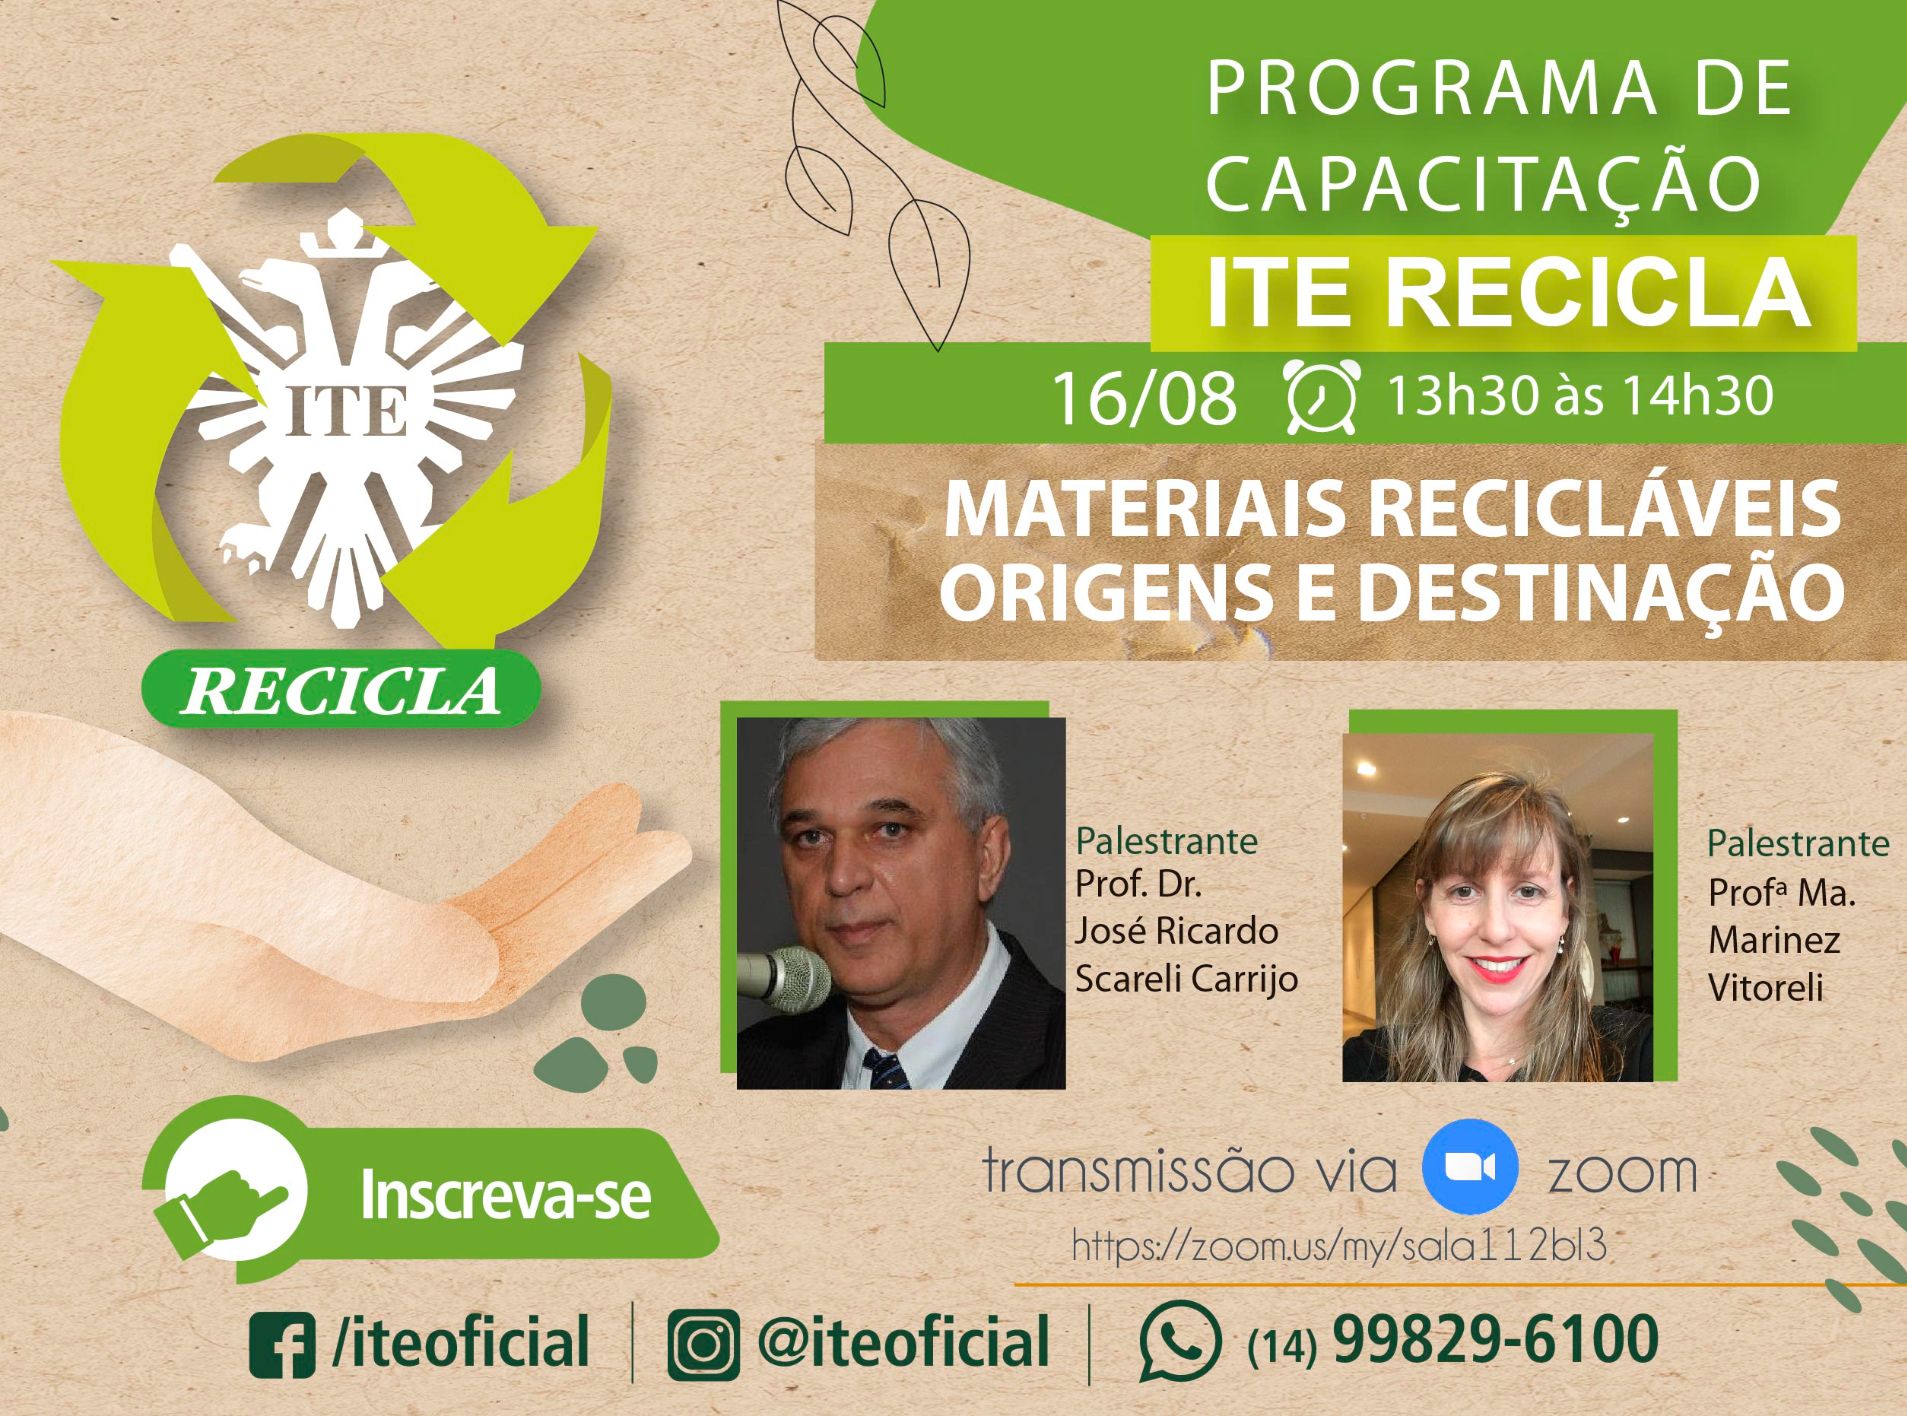 PROGRAMA DE
CAPACITAÇÃO
ITE RECICLA
16/08 13h30 às 14h30
MATERIAIS RECICLÁVEIS
ORIGENS E DESTINAÇÃO
ITE
RECICLA
Palestrante
Prof. Dr.
José Ricardo
Scareli Carrijo
Palestrante
Profª Ma.
Marinez
Vitoreli
Inscreva-se
transmissão via zoom
https://zoom.us/my/sala112bl3
/iteoficial
@iteoficial
(14) 99829-6100